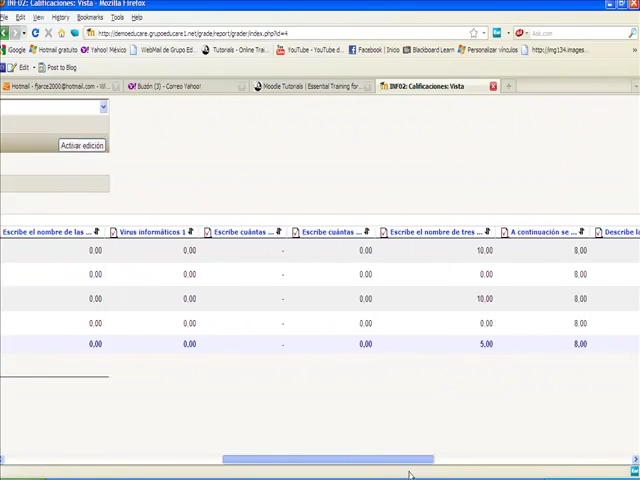 INF02: Calificaciones: Vista - Mozilla Firefox
File Edit View History Bookmarks Tools Help
http://demoeducare.grupoeducare1.net/grade/report/grader/index.php?id=4
Ask.com
Google Hotmail gratuito Yahoo! México WebMail de Grupo Ed... Tutorials - Online Trai... YouTube - YouTube d... Facebook | Inicio Blackboard Learn Personalizar vínculos http://img134.images...
Edit Post to Blog
Hotmail - fjarce2000@hotmail.com - Wi... Buzón (3) - Correo Yahoo! Moodle Tutorials | Essential Training for... INF02: Calificaciones: Vista
Activar edición
Escribe el nombre de las ... Virus informáticos 1 Escribe cuántas ... Escribe cuántas ... Escribe el nombre de tres ... A continuación se ... Describe la
0,00 0,00 - 0,00 10,00 8,00
0,00 0,00 - 0,00 0,00 8,00
0,00 0,00 - 0,00 10,00 8,00
0,00 0,00 - 0,00 0,00 8,00
0,00 0,00 - 0,00 5,00 8,00